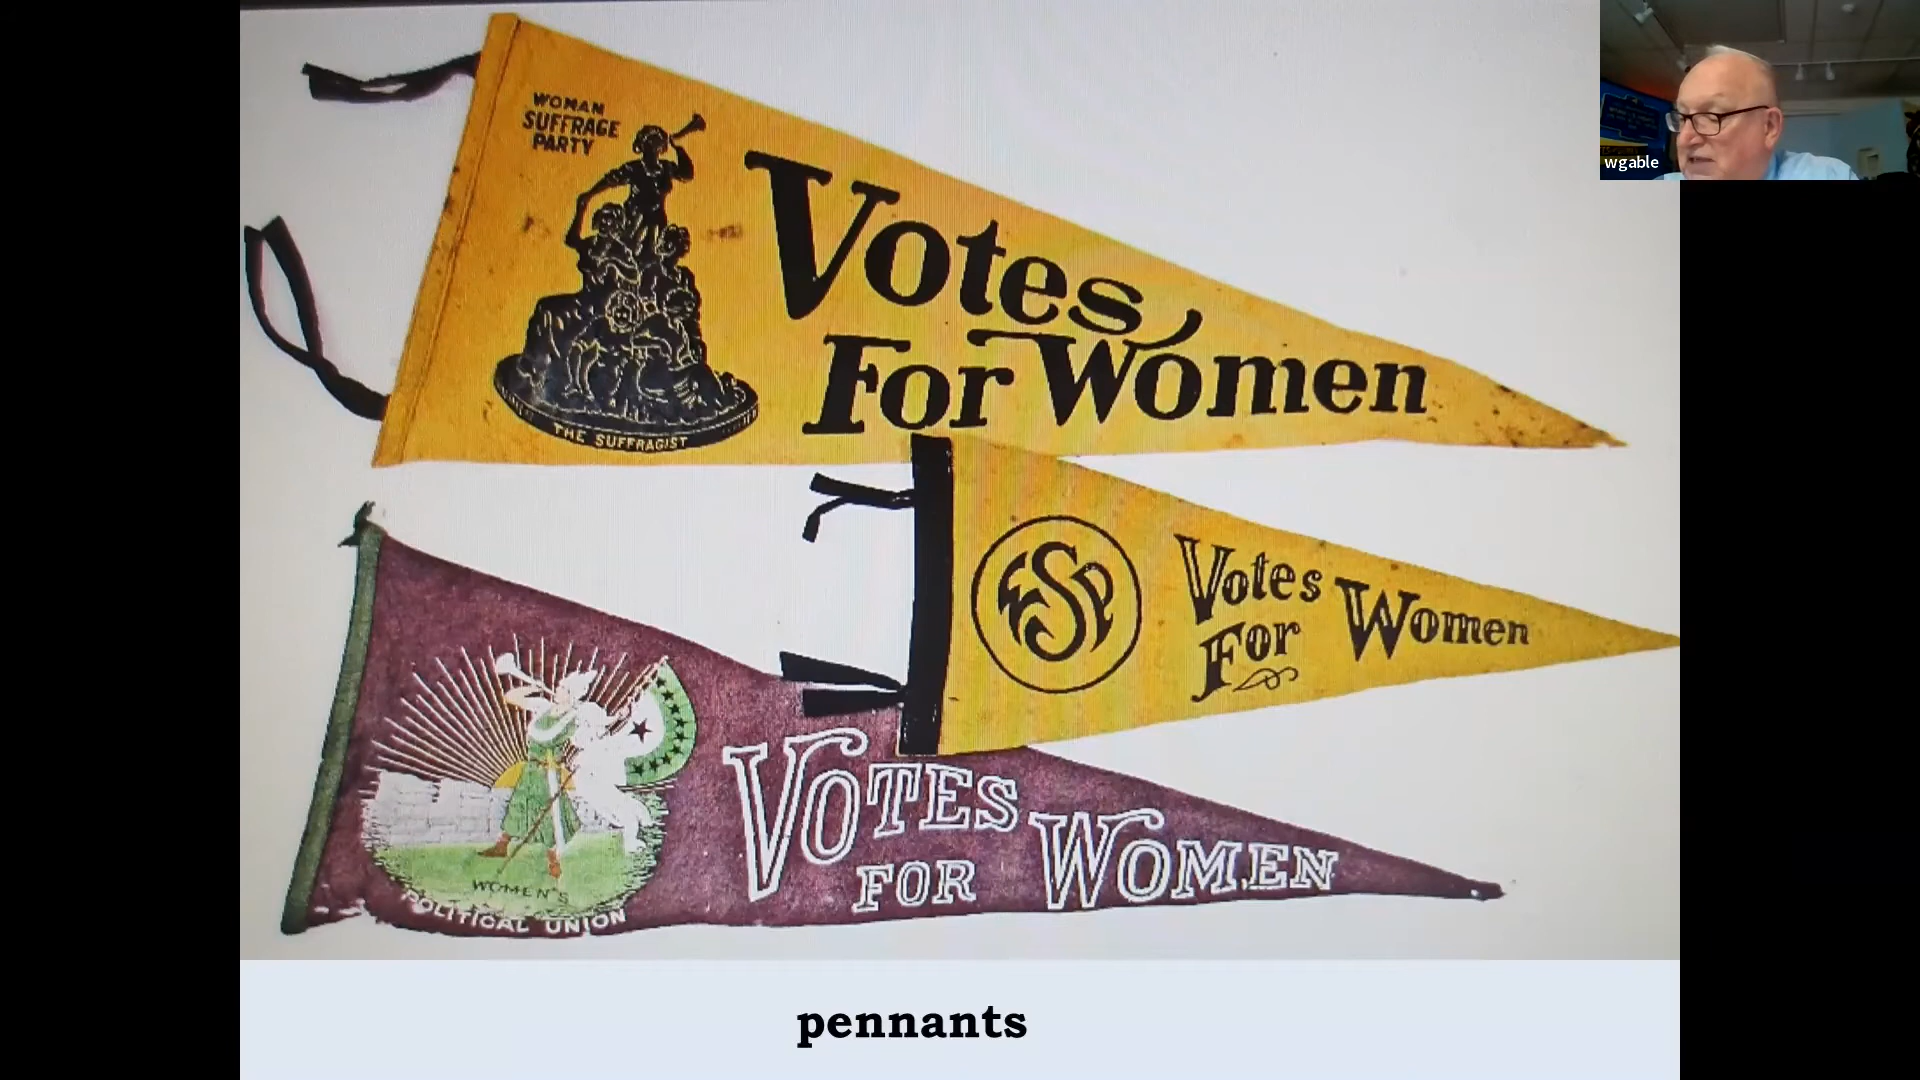 WOMAN
SUFFRAGE
PARTY
Votes
For Women
THE SUFFRAGIST
WSP
Votes
For Women
WOMEN'S
POLITICAL UNION
VOTES
FOR WOMEN
pennants
wgable